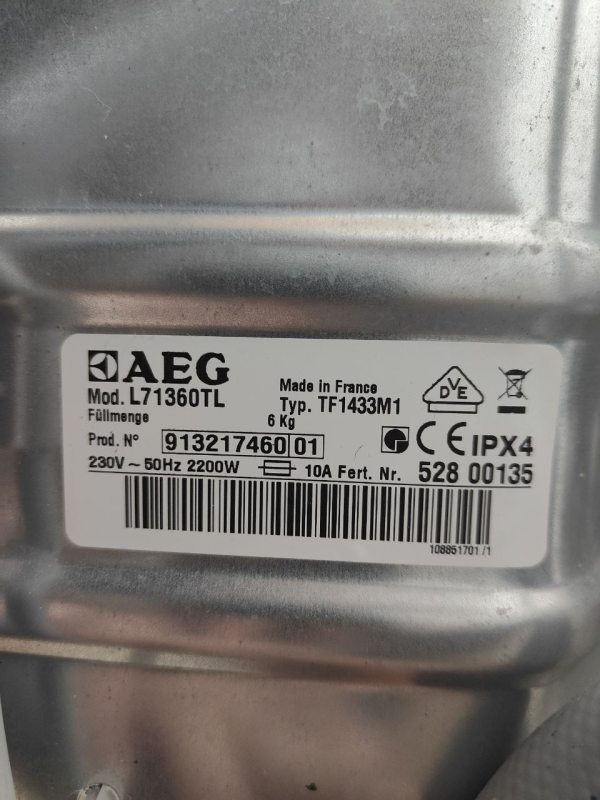 AEG
Made in France
Mod. L71360TL
Typ. TF1433M1
Füllmenge 6 Kg
DVE
Prod. N° 913217460 01
CE IPX4
230V ~ 50Hz 2200W 10A Fert. Nr. 528 00135
108851701 /1